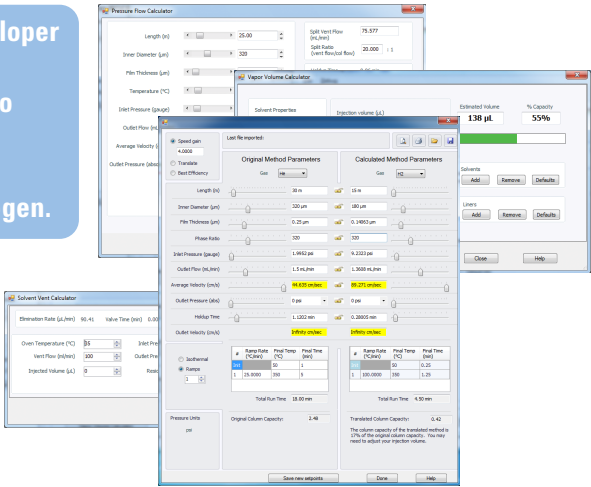 loper
o
gen.
Pressure Flow Calculator
Length (m) 25.00
Inner Diameter (µm) 320
Film Thickness (µm)
Temperature (°C)
Inlet Pressure (gauge)
Outlet Flow (mL
Average Velocity (
Outlet Pressure (abso
Split Vent Flow (mL/min) 75.577
Split Ratio (vent flow/col flow) 20.000 : 1
Vapor Volume Calculator
Solvent Properties
Injection volume (µL)
Estimated Volume % Capacity
138 µL 55%
Solvents
Add Remove Defaults
Liners
Add Remove Defaults
Close Help
Solvent Vent Calculator
Elimination Rate (µL/min) 90.41 Valve Time (min) 0.00
Oven Temperature (°C) 35 Inlet Pre
Vent Flow (ml/min) 100 Outlet Pre
Injected Volume (µL) 0 Resid
Speed gain
4.0000
Translate
Best Efficiency
Last file imported:
Original Method Parameters Calculated Method Parameters
Gas He Gas H2
Length (m) 30 m 15 m
Inner Diameter (µm) 320 µm 180 µm
Film Thickness (µm) 0.25 µm 0.14063 µm
Phase Ratio 320 320
Inlet Pressure (gauge) 1.9952 psi 9.2323 psi
Outlet Flow (mL/min) 1.5 mL/min 1.3608 mL/min
Average Velocity (cm/s) 44.635 cm/sec 89.271 cm/sec
Outlet Pressure (abs) 0 psi 0 psi
Holdup Time 1.1202 min 0.28005 min
Outlet Velocity (cm/s) Infinity cm/sec Infinity cm/sec
Isothermal
Ramps
1
# Ramp Rate (°C/min) Final Temp (°C) Final Time (min)
Init 50 1
1 25.0000 350 5
Total Run Time 18.00 min
# Ramp Rate (°C/min) Final Temp (°C) Final Time (min)
Init 50 0.25
1 100.0000 350 1.25
Total Run Time 4.50 min
Pressure Units
psi
Original Column Capacity: 2.48
Translated Column Capacity: 0.42
The column capacity of the translated method is
17% of the original column capacity. You may
need to adjust your injection volume.
Save new setpoints Done Help